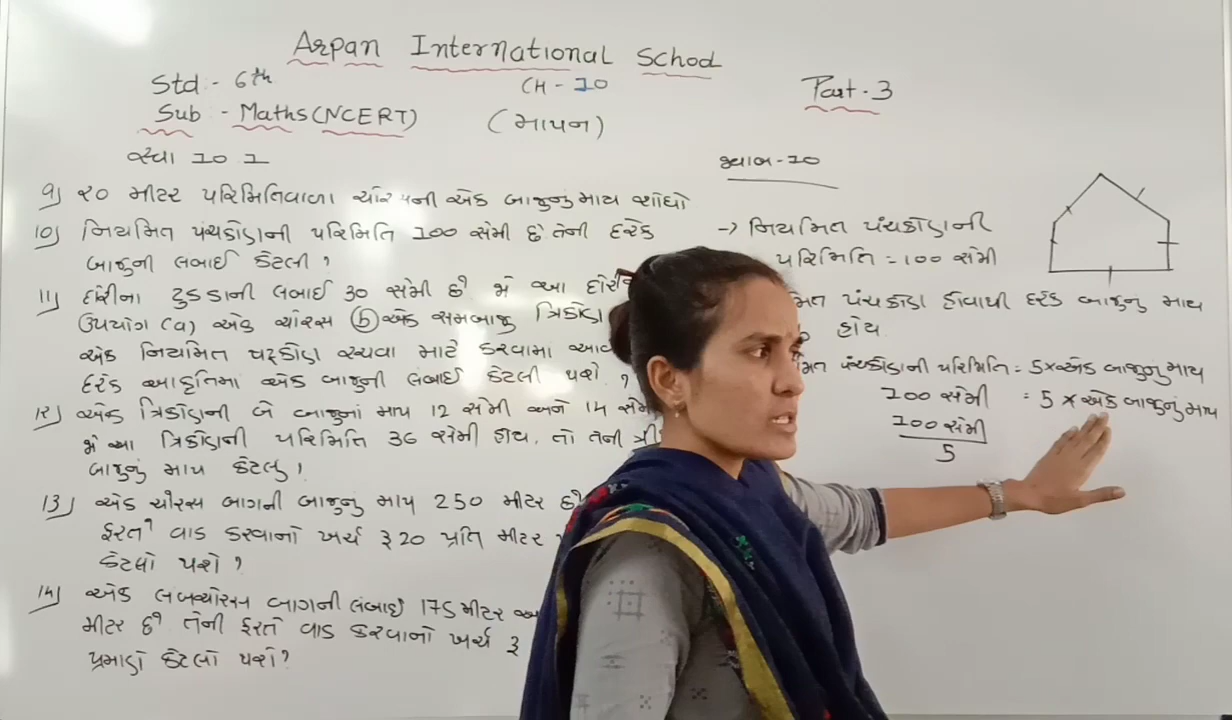 Arpan International School
Std - 6th
CH - 10
Part - 3
Sub - Maths (NCERT)
(માપન)
સ્વા 10 1
જવાબ-10
9) ૨૦ મીટર પરિમિતિવાળા ચોરસની એક બાજુનું માપ શોધો
10) નિયમિત પંચકોણની પરિમિતિ 100 સેમી છે તેની દરેક
બાજુની લંબાઈ કેટલી ?
11) દોરીના ટુકડાની લંબાઈ 30 સેમી છે જો આ દોરીનો
ઉપયોગ (a) એક ચોરસ (b) એક સમબાજુ ત્રિકોણ
એક નિયમિત ષટ્કોણ રચવા માટે કરવામાં આવે
દરેક આકૃતિમાં એક બાજુની લંબાઈ કેટલી થશે ?
12) એક ત્રિકોણની બે બાજુનાં માપ 12 સેમી અને 14 સેમી
જો આ ત્રિકોણની પરિમિતિ 36 સેમી હોય, તો તેની
બાજુનું માપ કેટલું ?
13) એક ચોરસ બાગની બાજુનું માપ 250 મીટર છે
ફરતે વાડ કરવાનો ખર્ચ ₹ 20 પ્રતિ મીટર
કેટલો થશે ?
14) એક લંબચોરસ બાગની લંબાઈ 175 મીટર
મીટર છે તેની ફરતે વાડ કરવાનો ખર્ચ ₹
પ્રમાણે કેટલો થશે ?
→ નિયમિત પંચકોણની
પરિમિતિ = 100 સેમી
પંચકોણ હોવાથી દરેક બાજુનું માપ
હોય
પંચકોણની પરિમિતિ = 5 x એક બાજુનું માપ
100 સેમી = 5 x એક બાજુનું માપ
100 સેમી
5